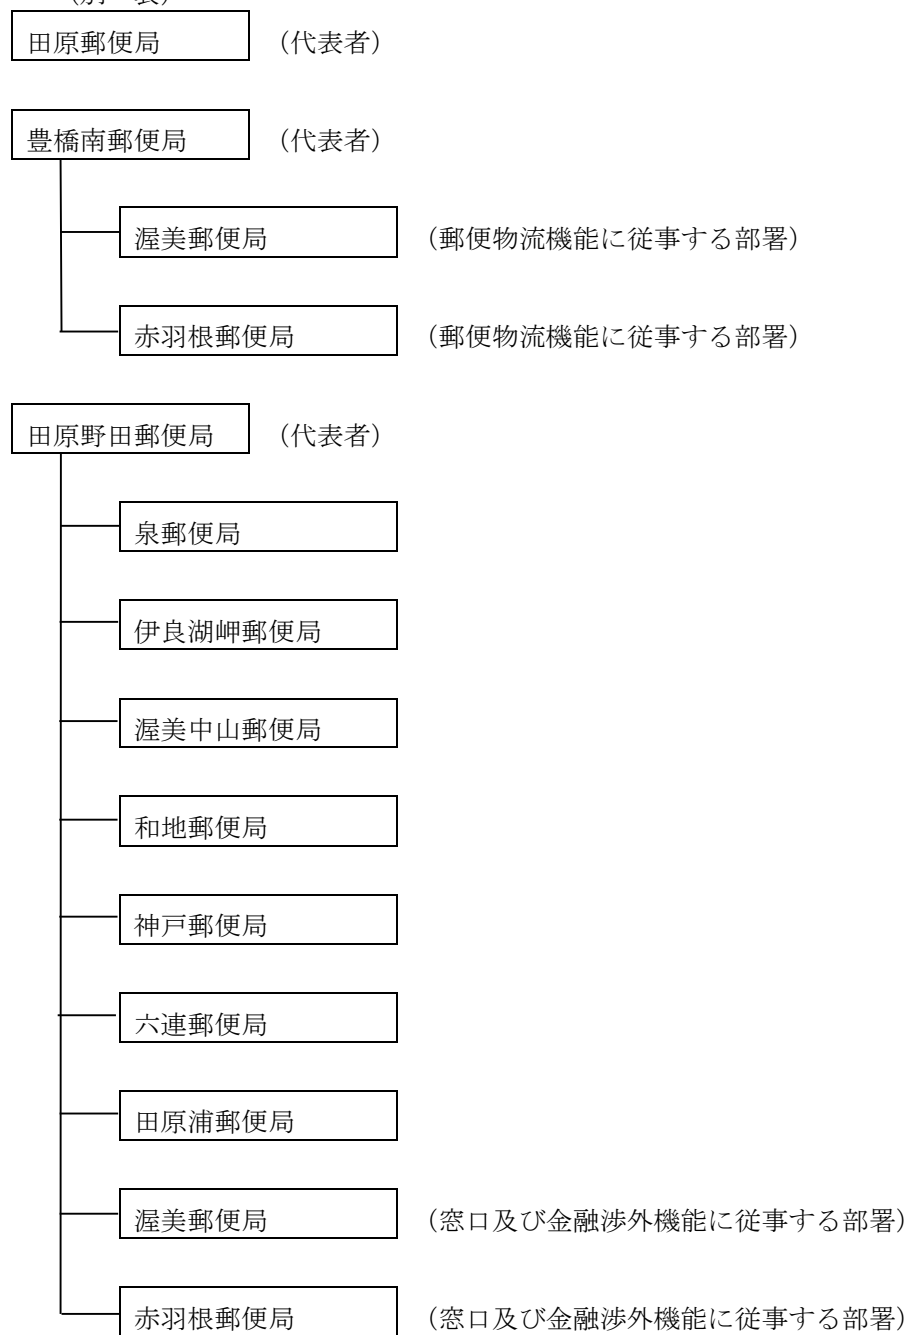 (別 表)
田原郵便局 (代表者)
豊橋南郵便局 (代表者)
渥美郵便局 (郵便物流機能に従事する部署)
赤羽根郵便局 (郵便物流機能に従事する部署)
田原野田郵便局 (代表者)
泉郵便局
伊良湖岬郵便局
渥美中山郵便局
和地郵便局
神戸郵便局
六連郵便局
田原浦郵便局
渥美郵便局 (窓口及び金融渉外機能に従事する部署)
赤羽根郵便局 (窓口及び金融渉外機能に従事する部署)